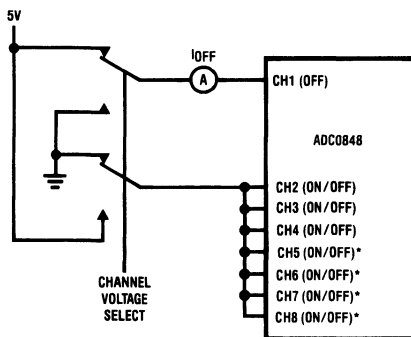 5V
IOFF
A
CH1 (OFF)
ADC0848
CH2 (ON/OFF)
CH3 (ON/OFF)
CH4 (ON/OFF)
CH5 (ON/OFF)*
CH6 (ON/OFF)*
CH7 (ON/OFF)*
CH8 (ON/OFF)*
CHANNEL
VOLTAGE
SELECT